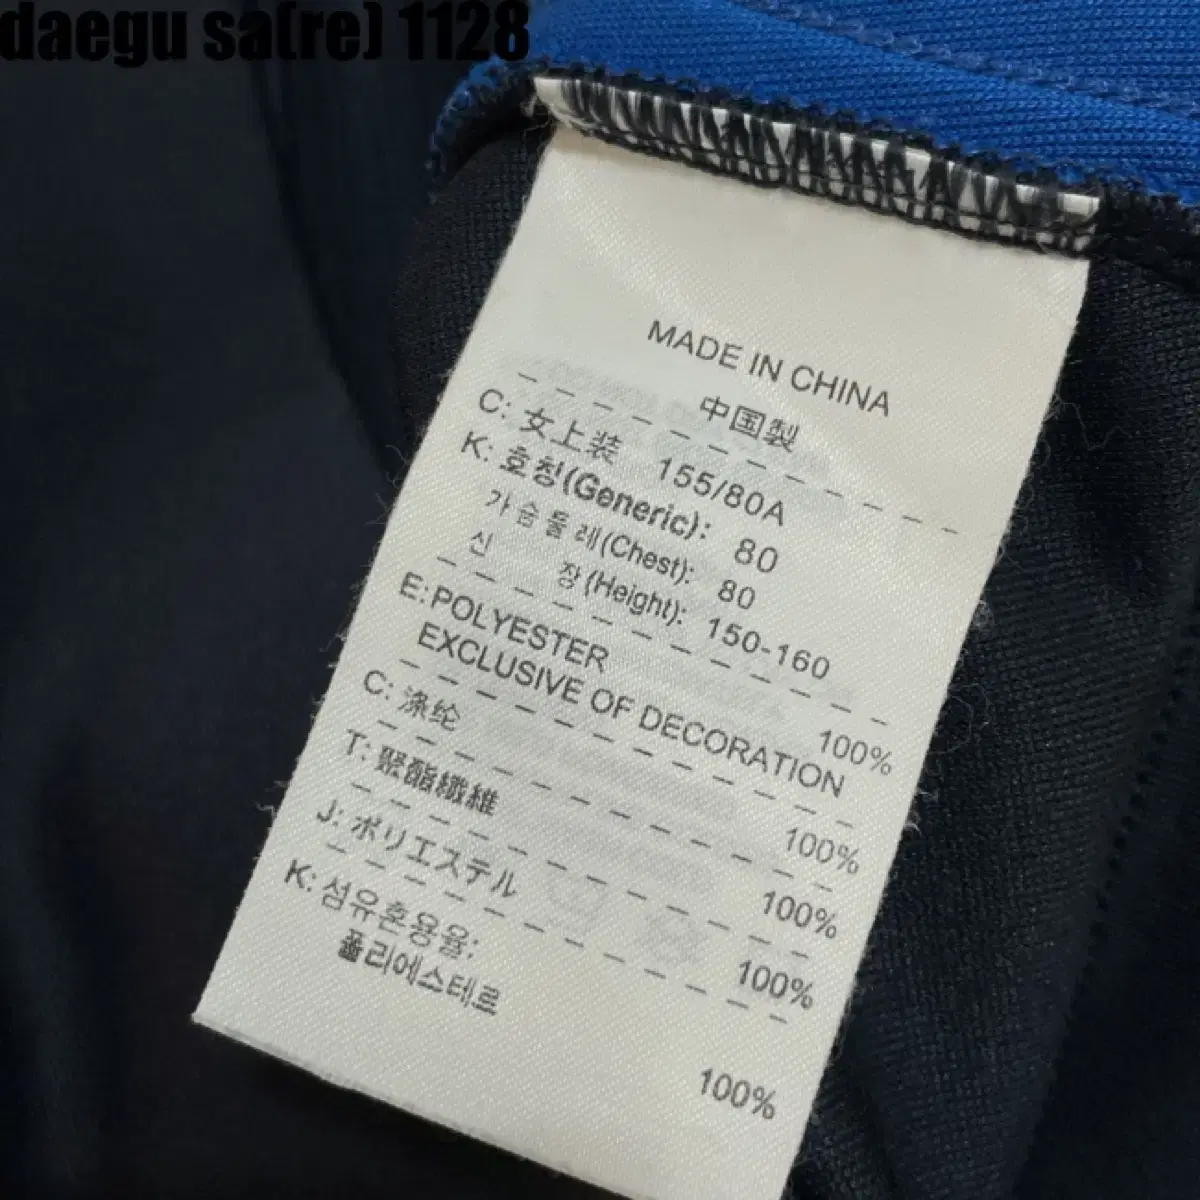 daegu sa(re) 1128
MADE IN CHINA
中国製
C: 女上装 155/80A
K: 호칭(Generic): 80
가슴둘레(Chest): 80
신 장(Height): 150-160
E: POLYESTER 100%
EXCLUSIVE OF DECORATION
C: 涤纶 100%
T: 聚酯纖維 100%
J: ポリエステル 100%
K: 섬유혼용율:
폴리에스테르 100%